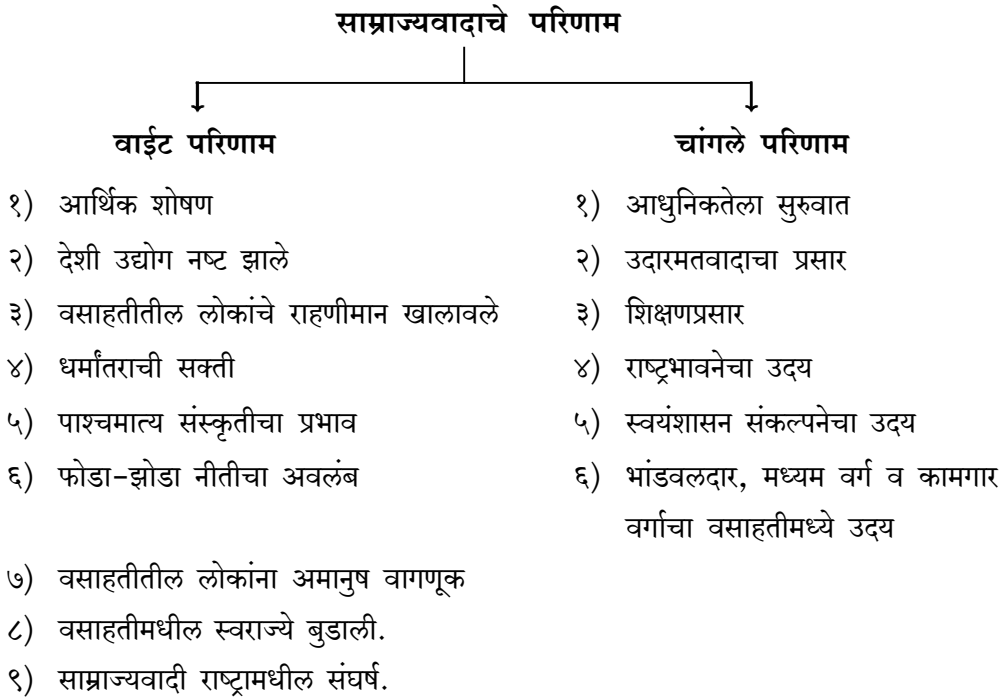 साम्राज्यवादाचे परिणाम
वाईट परिणाम
१) आर्थिक शोषण
२) देशी उद्योग नष्ट झाले
३) वसाहतीतील लोकांचे राहणीमान खालावले
४) धर्मांतराची सक्ती
५) पाश्चमात्य संस्कृतीचा प्रभाव
६) फोडा-झोडा नीतीचा अवलंब
७) वसाहतीतील लोकांना अमानुष वागणूक
८) वसाहतीमधील स्वराज्ये बुडाली.
९) साम्राज्यवादी राष्ट्रामधील संघर्ष.
चांगले परिणाम
१) आधुनिकतेला सुरुवात
२) उदारमतवादाचा प्रसार
३) शिक्षणप्रसार
४) राष्ट्रभावनेचा उदय
५) स्वयंशासन संकल्पनेचा उदय
६) भांडवलदार, मध्यम वर्ग व कामगार
वर्गाचा वसाहतीमध्ये उदय